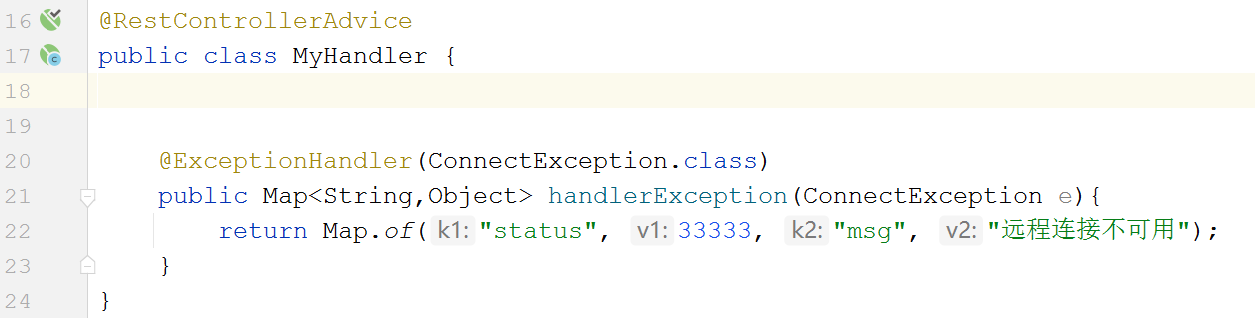 16 @RestControllerAdvice
17 public class MyHandler {
18
19
20 @ExceptionHandler(ConnectException.class)
21 public Map<String,Object> handlerException(ConnectException e){
22 return Map.of( k1: "status", v1: 33333, k2: "msg", v2: "远程连接不可用");
23 }
24 }